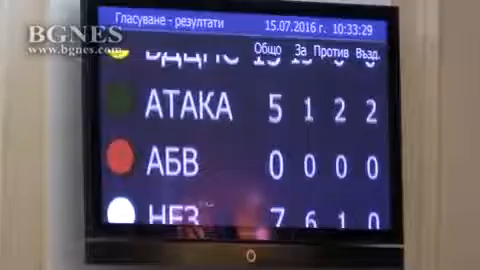 BGNES
www.bgnes.com
Гласуване - резултати 15.07.2016 г. 10:33:29
Общо За Против Възд.
АТАКА 5 1 2 2
АБВ 0 0 0 0
НЕЗ 7 6 1 0